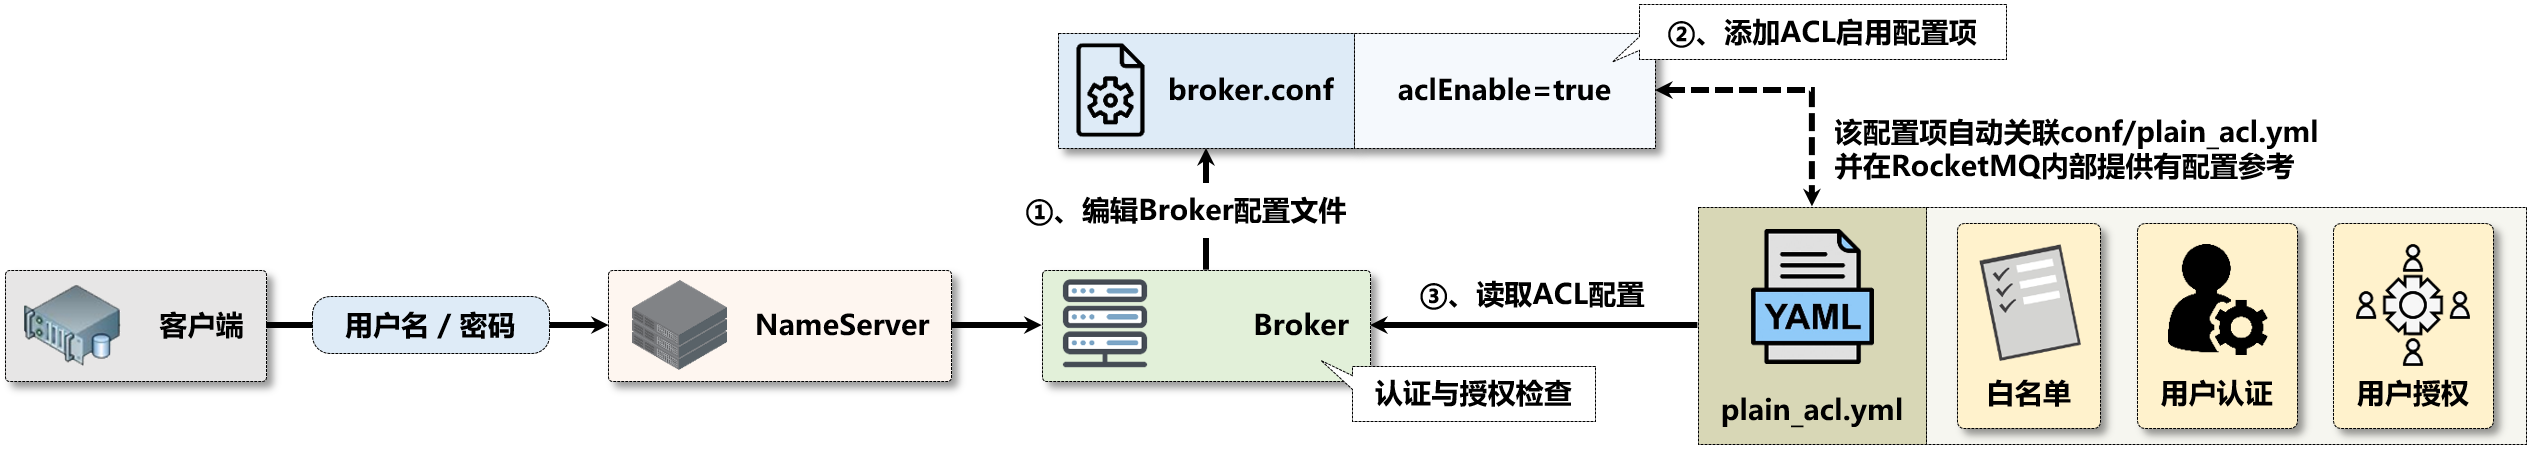 ②、添加ACL启用配置项
broker.conf
aclEnable=true
该配置项自动关联conf/plain_acl.yml
并在RocketMQ内部提供有配置参考
①、编辑Broker配置文件
客户端
用户名 / 密码
NameServer
Broker
③、读取ACL配置
认证与授权检查
YAML
plain_acl.yml
白名单
用户认证
用户授权